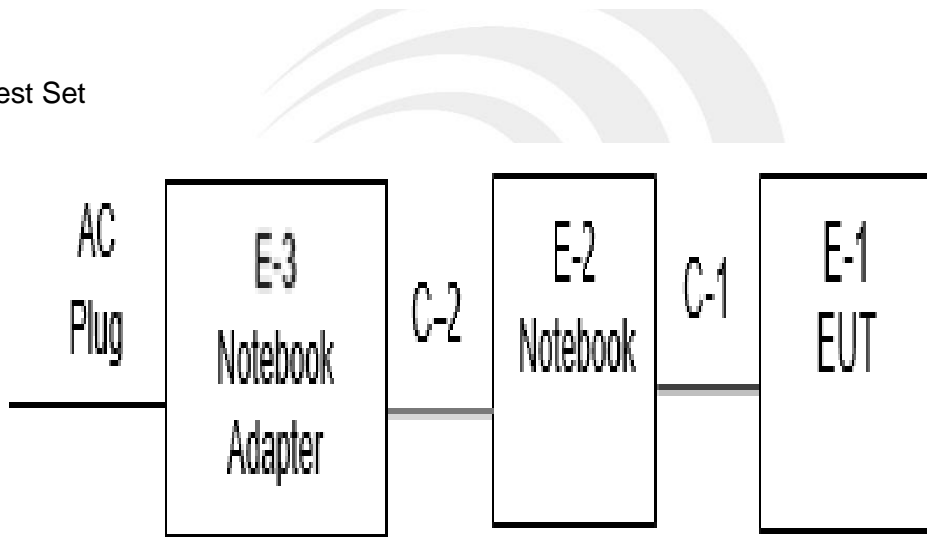 est Set
AC
Plug
E-3
Notebook
Adapter
C-2
E-2
Notebook
C-1
E-1
EUT